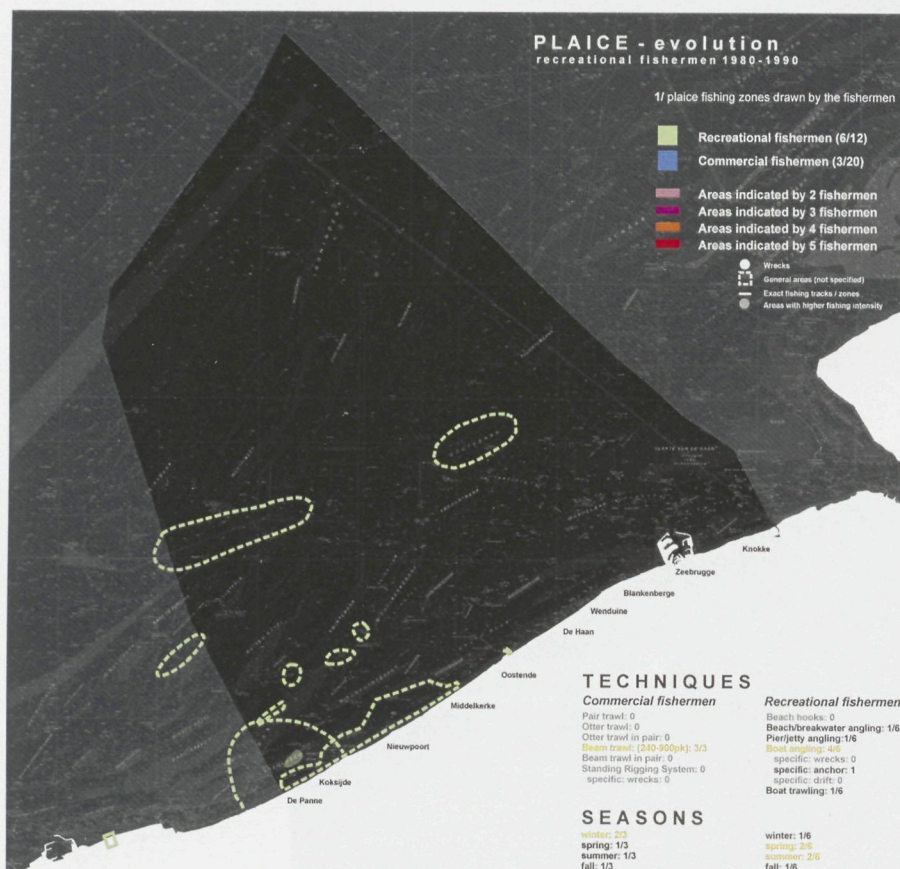 PLAICE - evolution
recreational fishermen 1980-1990
1/ plaice fishing zones drawn by the fishermen
Recreational fishermen (6/12)
Commercial fishermen (3/20)
Areas indicated by 2 fishermen
Areas indicated by 3 fishermen
Areas indicated by 4 fishermen
Areas indicated by 5 fishermen
Wrecks
General areas (not specified)
Exact fishing tracks / zones
Areas with higher fishing intensity
Knokke
Zeebrugge
Blankenberge
Wenduine
De Haan
Oostende
Middelkerke
Nieuwpoort
Koksijde
De Panne
TECHNIQUES
Commercial fishermen
Pair trawl: 0
Otter trawl: 0
Otter trawl in pair: 0
Beam trawl: (240-900pk): 3/3
Beam trawl in pair: 0
Standing Rigging System: 0
specific: wrecks: 0
Recreational fishermen
Beach hooks: 0
Beach/breakwater angling: 1/6
Pier/jetty angling:1/6
Boat angling: 4/6
specific: wrecks: 0
specific: anchor: 1
specific: drift: 0
Boat trawling: 1/6
SEASONS
winter: 2/3
spring: 1/3
summer: 1/3
fall: 1/3
winter: 1/6
spring: 2/6
summer: 2/6
fall: 1/6